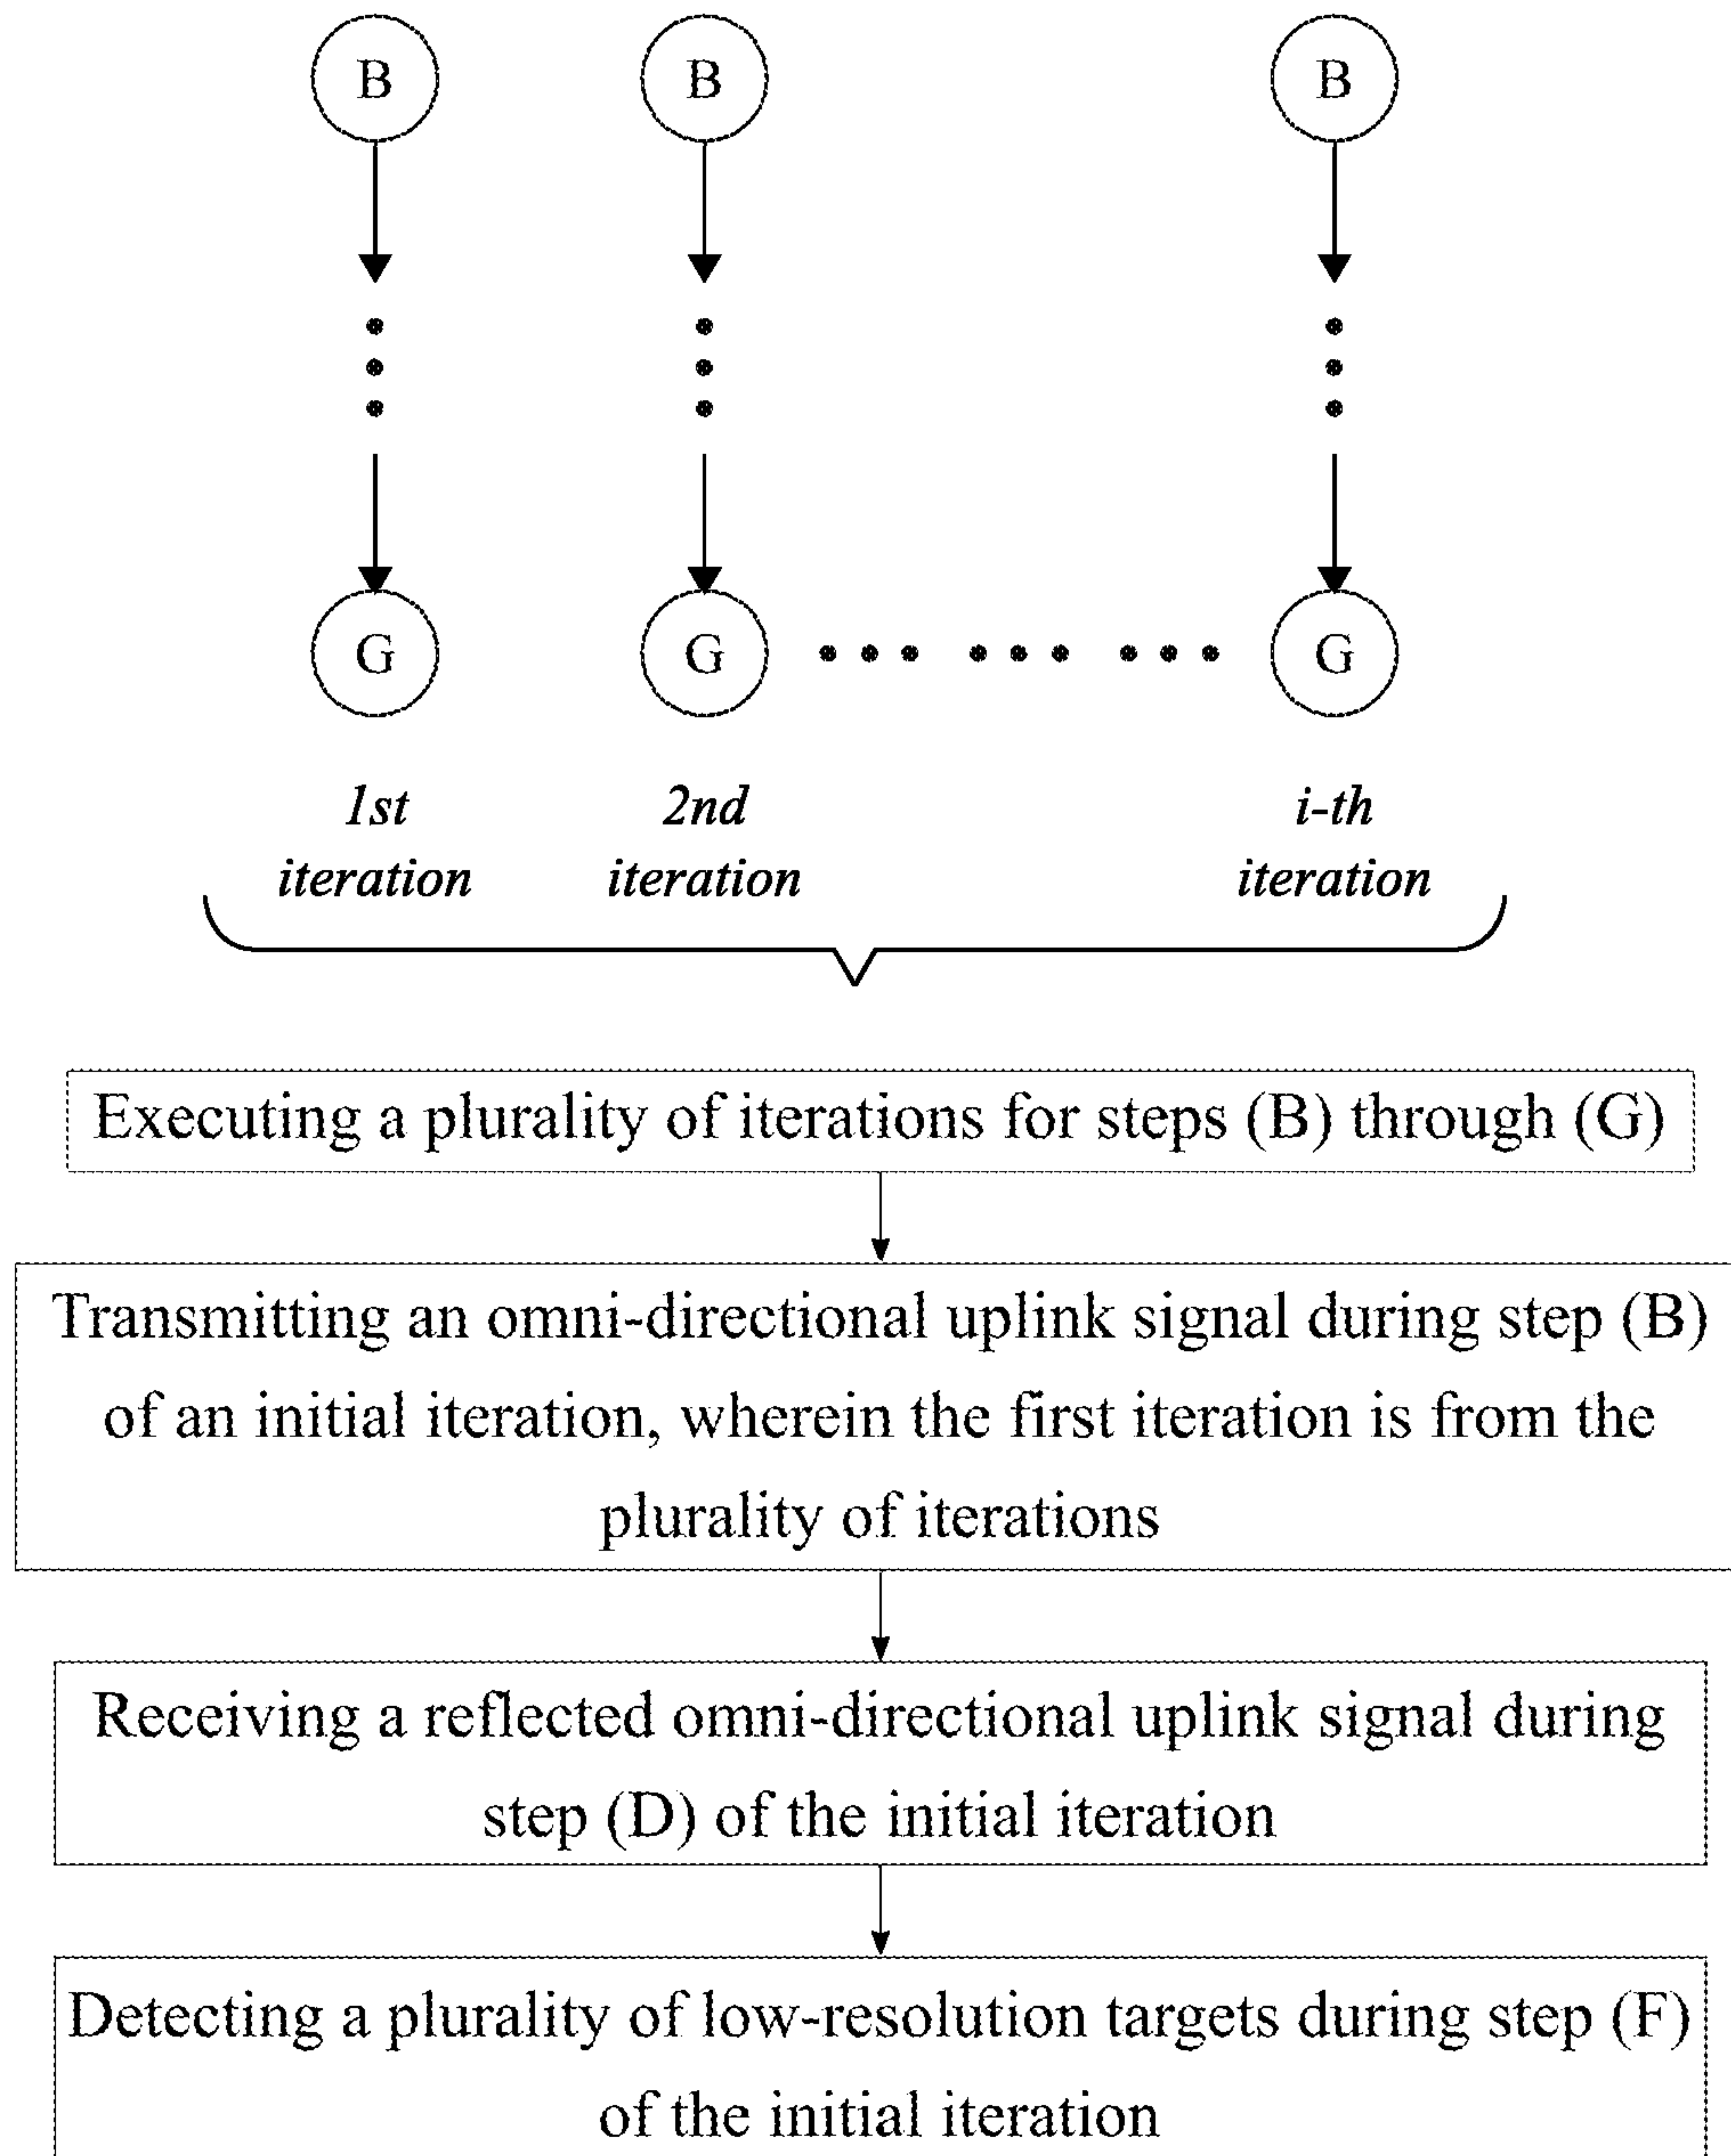 B B B
G G G
1st 2nd i-th
iteration iteration iteration
Executing a plurality of iterations for steps (B) through (G)
Transmitting an omni-directional uplink signal during step (B)
of an initial iteration, wherein the first iteration is from the
plurality of iterations
Receiving a reflected omni-directional uplink signal during
step (D) of the initial iteration
Detecting a plurality of low-resolution targets during step (F)
of the initial iteration